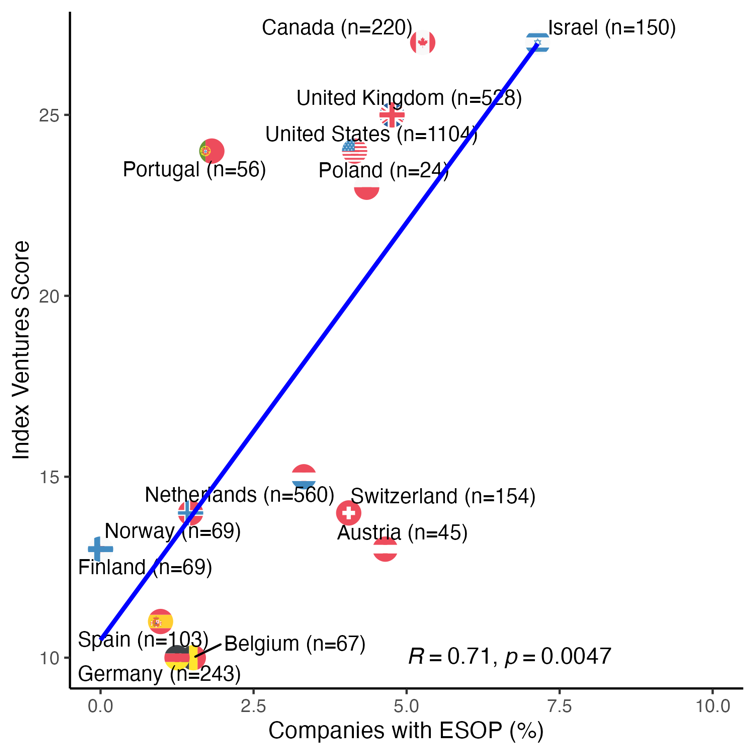 Canada (n=220)
Israel (n=150)
United Kingdom (n=528)
United States (n=1104)
Portugal (n=56)
Poland (n=24)
Netherlands (n=560)
Switzerland (n=154)
Norway (n=69)
Austria (n=45)
Finland (n=69)
Spain (n=103)
Belgium (n=67)
Germany (n=243)
R = 0.71, p = 0.0047
25
20
15
10
Index Ventures Score
0.0
2.5
5.0
7.5
10.0
Companies with ESOP (%)